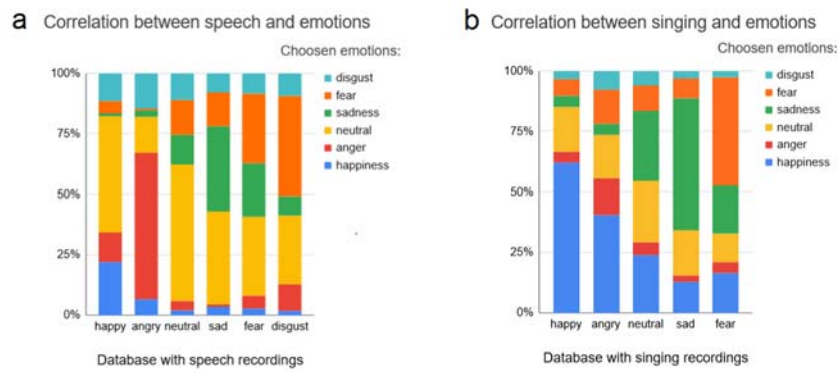 a Correlation between speech and emotions
Choosen emotions:
100%
75%
50%
25%
0%
disgust
fear
sadness
neutral
anger
happiness
happy angry neutral sad fear disgust
Database with speech recordings
b Correlation between singing and emotions
Choosen emotions:
100%
75%
50%
25%
0%
disgust
fear
sadness
neutral
anger
happiness
happy angry neutral sad fear
Database with singing recordings